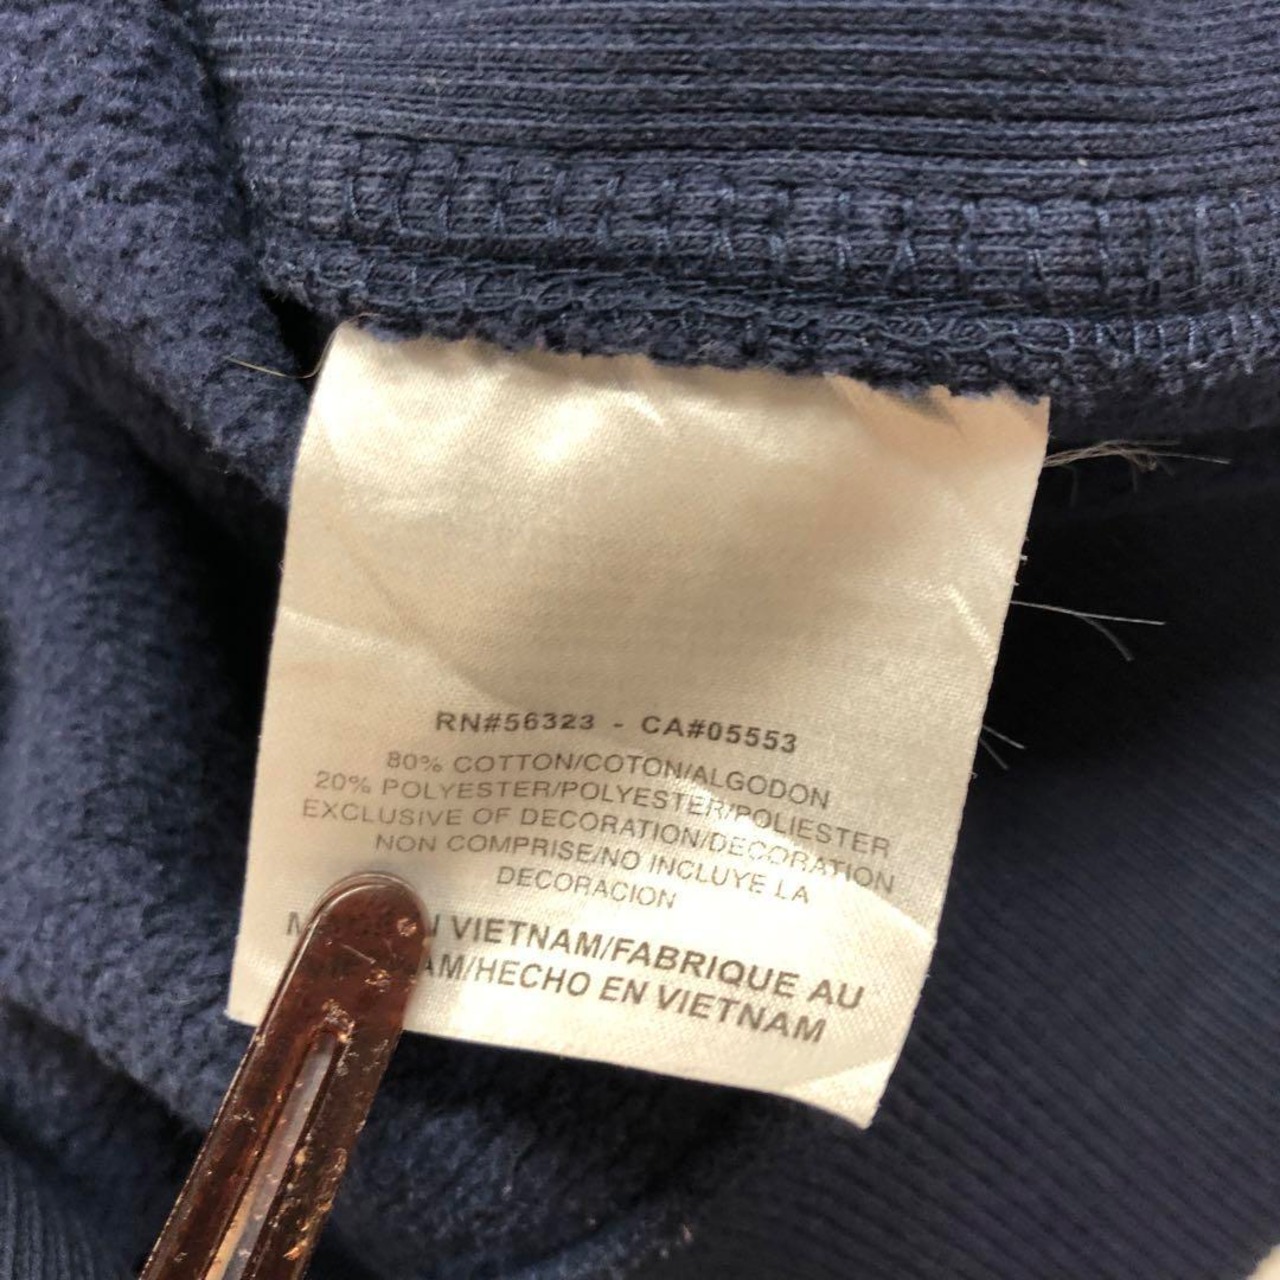 RN#56323 - CA#05553
80% COTTON/COTON/ALGODON
20% POLYESTER/POLYESTER/POLIESTER
EXCLUSIVE OF DECORATION/DECORATION
NON COMPRISE/NO INCLUYE LA
DECORACION
VIETNAM/FABRIQUE AU
HECHO EN VIETNAM